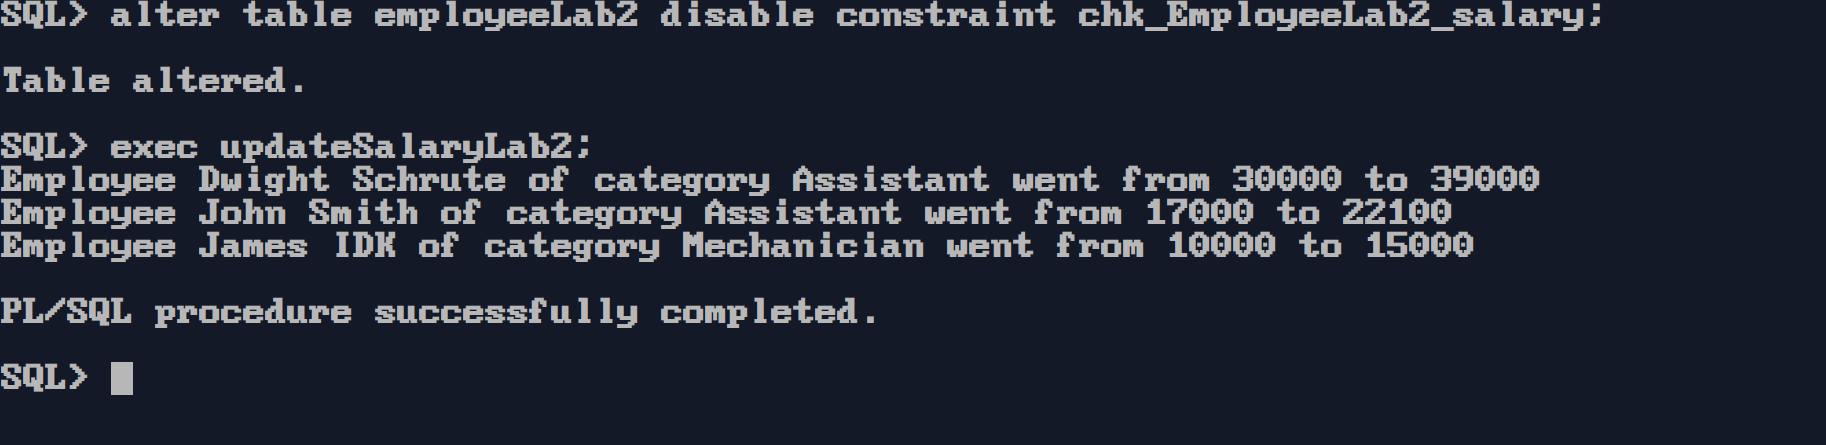 SQL> alter table employeeLab2 disable constraint chk_EmployeeLab2_salary;
Table altered.
SQL> exec updateSalaryLab2;
Employee Dwight Schrute of category Assistant went from 30000 to 39000
Employee John Smith of category Assistant went from 17000 to 22100
Employee James IDK of category Mechanician went from 10000 to 15000
PL/SQL procedure successfully completed.
SQL>